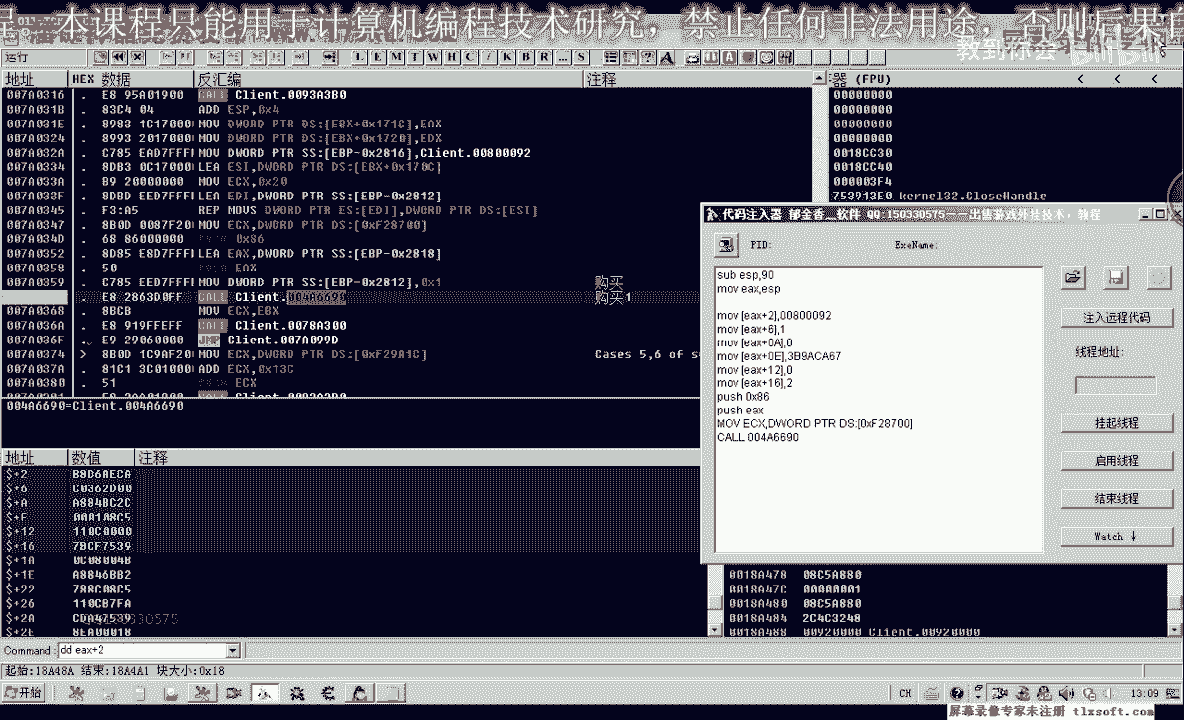 本课程只能用于计算机编程技术研究，禁止任何非法用途，否则后果自
运行
L E M T W H C / K B R ... S
地址 HEX 数据 反汇编 注释
器 (FPU) < < <
007A0316 . E8 95A01900 CALL Client.0093A3B0
007A031B . 83C4 04 ADD ESP,0x4
007A031E . 8983 1C17000 MOV DWORD PTR DS:[EBX+0x171C],EAX
007A0324 . 8993 2017000 MOV DWORD PTR DS:[EBX+0x1720],EDX
007A032A . C785 EAD7FFF MOV DWORD PTR SS:[EBP-0x2816],Client.00800092
007A0334 . 8DB3 0C17000 LEA ESI,DWORD PTR DS:[EBX+0x170C]
007A033A . B9 20000000 MOV ECX,0x20
007A033F . 8DBD EED7FFF LEA EDI,DWORD PTR SS:[EBP-0x2812]
007A0345 . F3:A5 REP MOVS DWORD PTR ES:[EDI],DWORD PTR DS:[ESI]
007A0347 . 8B0D 0087F20 MOV ECX,DWORD PTR DS:[0xF28700]
007A034D . 68 86000000 0x86
007A0352 . 8D85 E8D7FFF LEA EAX,DWORD PTR SS:[EBP-0x2818]
007A0358 . 50 EAX
007A0359 . C785 EED7FFF MOV DWORD PTR SS:[EBP-0x2812],0x1 购买
. E8 2863D0FF CALL Client.004A6690 购买1
007A0368 . 8BCB MOV ECX,EBX
007A036A . E8 919FFEFF CALL Client.0078A300
007A036F . E9 29060000 JMP Client.007A099D
007A0374 > 8B0D 1C9AF20 MOV ECX,DWORD PTR DS:[0xF29A1C] Cases 5,6 of s
007A037A . 81C1 3C01000 ADD ECX,0x13C
007A0380 . 51 ECX
004A6690=Client.004A6690
00000000
00000000
00000000
0018CC30
0018CC40
000003F4
753913E0 kernel32.CloseHandle
地址 数值 注释
$+2 B8D6AECA
$+6 C0362D00
$+A A884BC2C
$+E 00A1A8C5
$+12 110C0000
$+16 7BCF7539
$+1A 0C08004B
$+1E A8846BB2
$+22 788C08C5
$+26 110CB7FA
$+2A CDA47539
$+2E 8EA00018
代码注入器 郁金香__软件 QQ:150330575——出售游戏外挂技术，教程
PID: ExeName:
sub esp,90
mov eax,esp
mov [eax+2],00800092
mov [eax+6],1
mov [eax+0A],0
mov [eax+0E],3B9ACA67
mov [eax+12],0
mov [eax+16],2
push 0x86
push eax
MOV ECX,DWORD PTR DS:[0xF28700]
CALL 004A6690
注入远程代码
线程地址:
挂起线程
启用线程
结束线程
Watch ↓
0018A478 08C5A880
0018A47C 00000001
0018A480 08C5A880
0018A484 2C4C3248
0018A488 00920000 Client.00920000
Command: dd eax+2
起始:18A48A 结束:18A4A1 块大小:0x18
开始
CH
13:09
屏幕录像专家未注册 tlxsoft.com